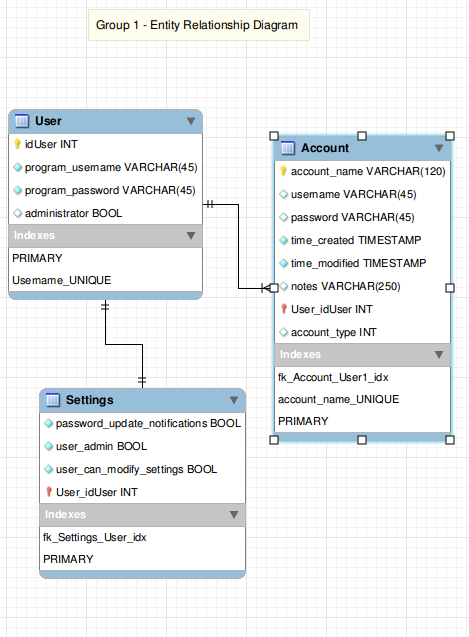 Group 1 - Entity Relationship Diagram
User
idUser INT
program_username VARCHAR(45)
program_password VARCHAR(45)
administrator BOOL
Indexes
PRIMARY
Username_UNIQUE
Account
account_name VARCHAR(120)
username VARCHAR(45)
password VARCHAR(45)
time_created TIMESTAMP
time_modified TIMESTAMP
notes VARCHAR(250)
User_idUser INT
account_type INT
Indexes
fk_Account_User1_idx
account_name_UNIQUE
PRIMARY
Settings
password_update_notifications BOOL
user_admin BOOL
user_can_modify_settings BOOL
User_idUser INT
Indexes
fk_Settings_User_idx
PRIMARY